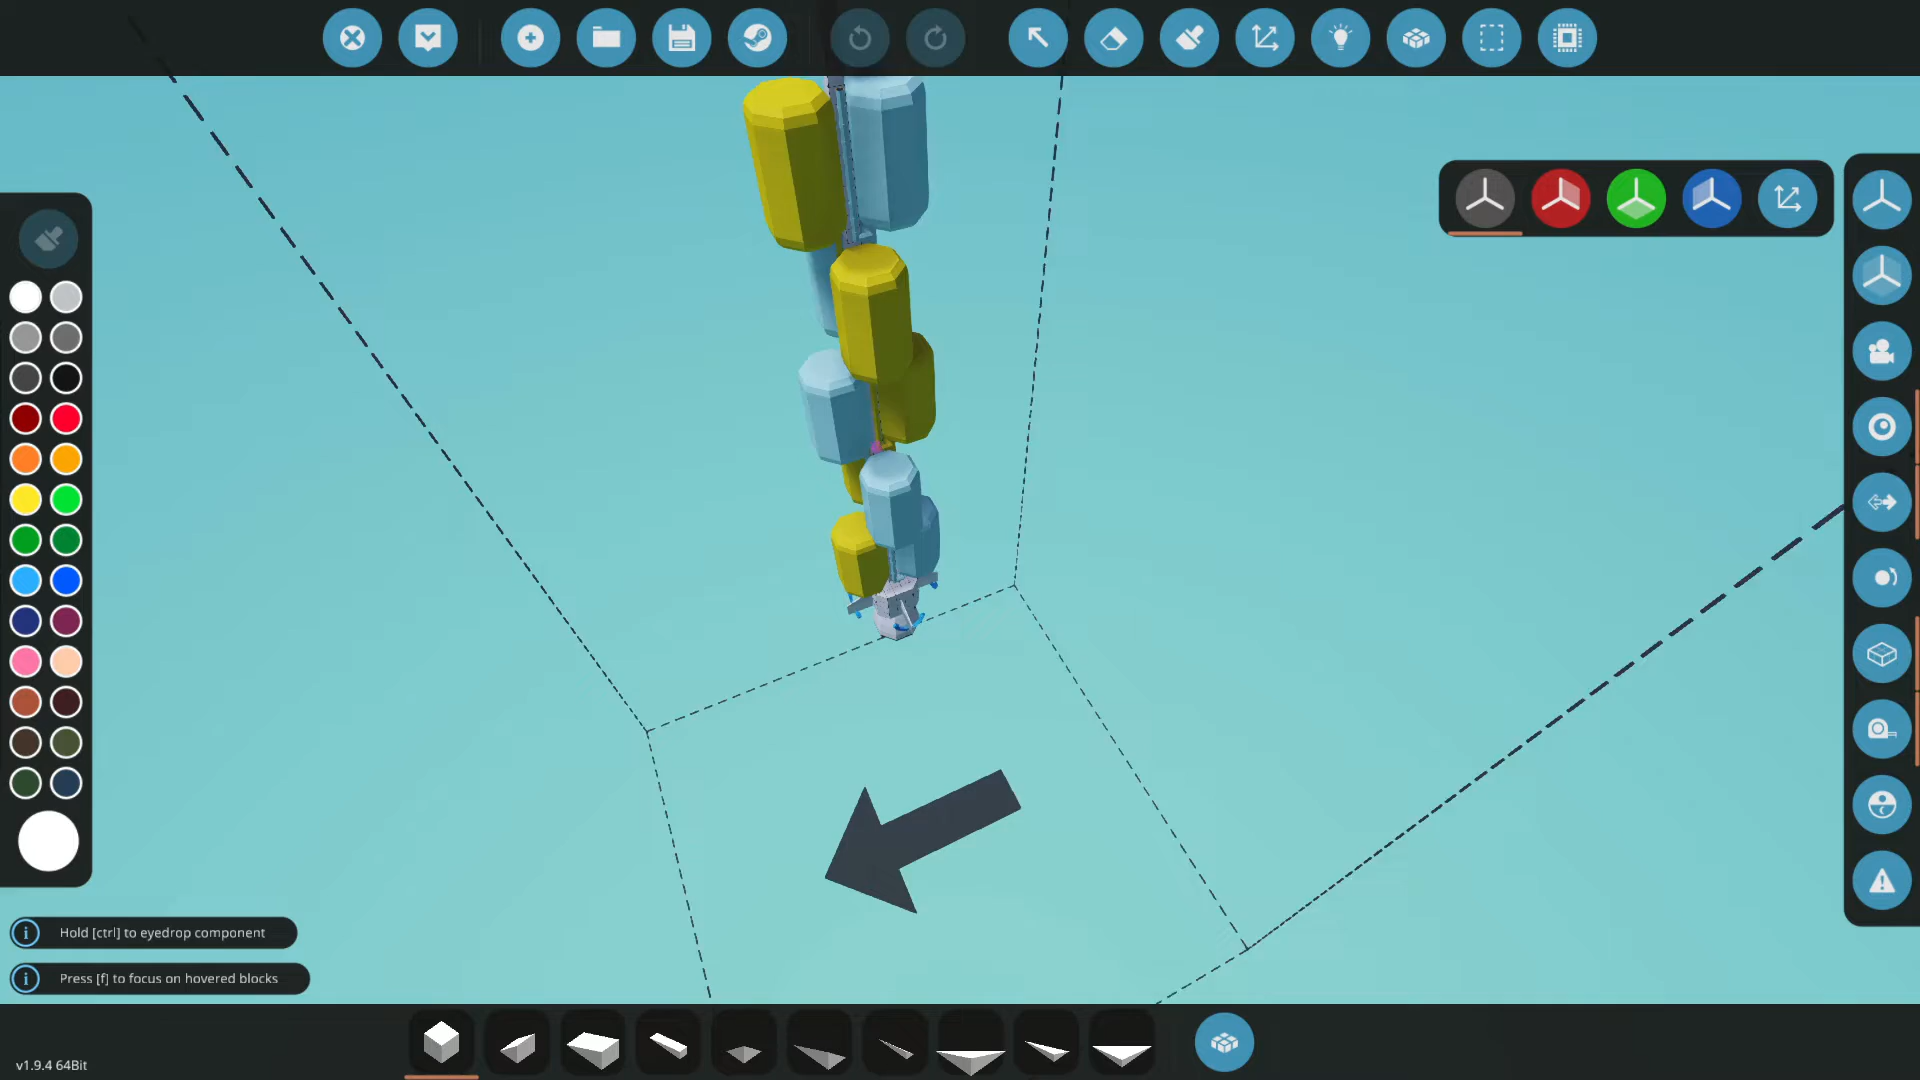 Hold [ctrl] to eyedrop component
Press [f] to focus on hovered blocks
v1.9.4 64Bit